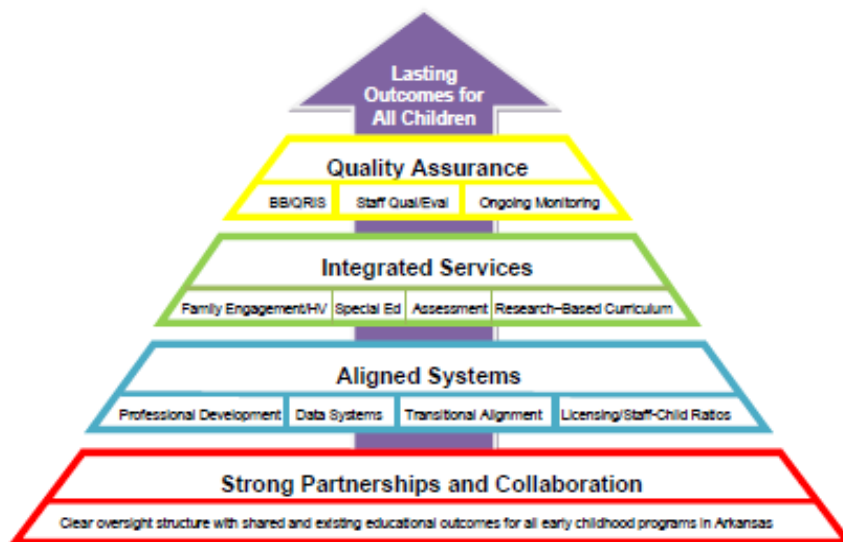 Lasting
Outcomes for
All Children
Quality Assurance
BB/QRIS Staff Qual/Eval Ongoing Monitoring
Integrated Services
Family Engagement/HV Special Ed Assessment Research-Based Curriculum
Aligned Systems
Professional Development Data Systems Transitional Alignment Licensing/Staff-Child Ratios
Strong Partnerships and Collaboration
Clear oversight structure with shared and existing educational outcomes for all early childhood programs in Arkansas